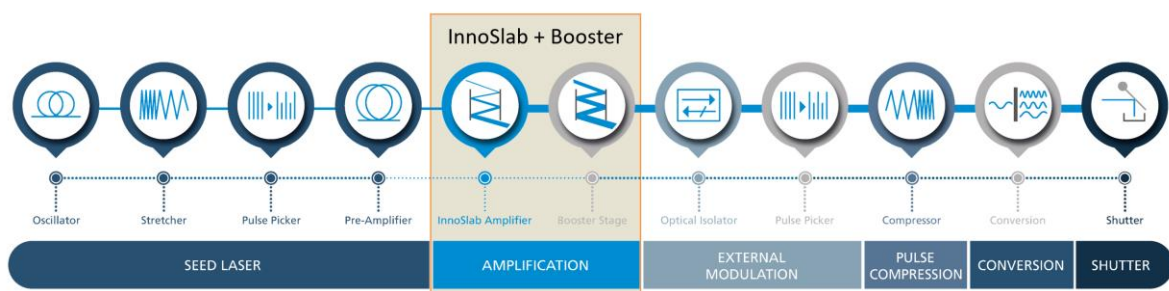 InnoSlab + Booster
Oscillator
Stretcher
Pulse Picker
Pre-Amplifier
InnoSlab Amplifier
Booster Stage
Optical Isolator
Pulse Picker
Compressor
Conversion
Shutter
SEED LASER
AMPLIFICATION
EXTERNAL
MODULATION
PULSE
COMPRESSION
CONVERSION
SHUTTER